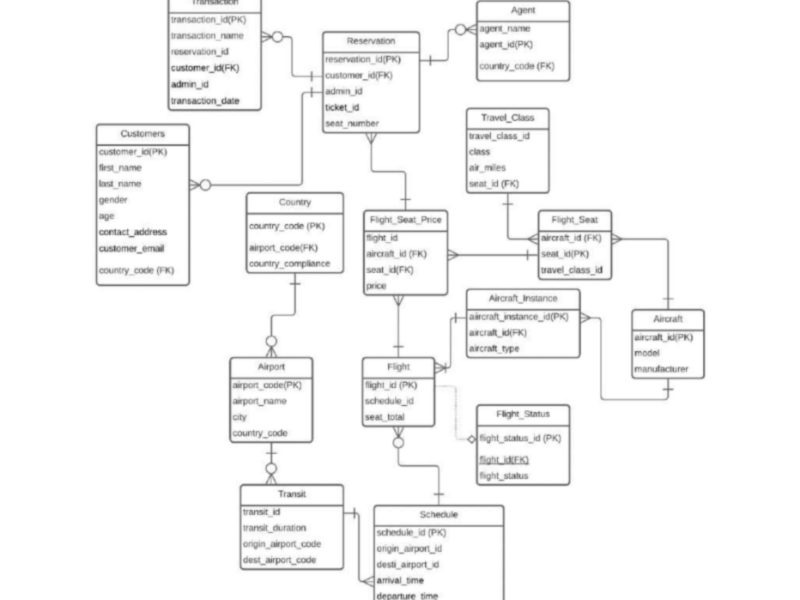 Transaction
transaction_id(PK)
transaction_name
reservation_id
customer_id(FK)
admin_id
transaction_date
Reservation
reservation_id(PK)
customer_id(FK)
admin_id
ticket_id
seat_number
Agent
agent_name
agent_id(PK)
country_code (FK)
Travel_Class
travel_class_id
class
air_miles
seat_id (FK)
Customers
customer_id(PK)
first_name
last_name
gender
age
contact_address
customer_email
country_code (FK)
Country
country_code (PK)
airport_code(FK)
country_compliance
Flight_Seat_Price
flight_id
aircraft_id (FK)
seat_id(FK)
price
Flight_Seat
aircraft_id (FK)
seat_id(PK)
travel_class_id
Aircraft_Instance
aiircraft_instance_id(PK)
aircraft_id(FK)
aircraft_type
Aircraft
aircraft_id(PK)
model
manufacturer
Airport
airport_code(PK)
airport_name
city
country_code
Flight
flight_id (PK)
schedule_id
seat_total
Flight_Status
flight_status_id (PK)
flight_id(FK)
flight_status
Transit
transit_id
transit_duration
origin_airport_code
dest_airport_code
Schedule
schedule_id (PK)
origin_airport_id
desti_airport_id
arrival_time
departure_time